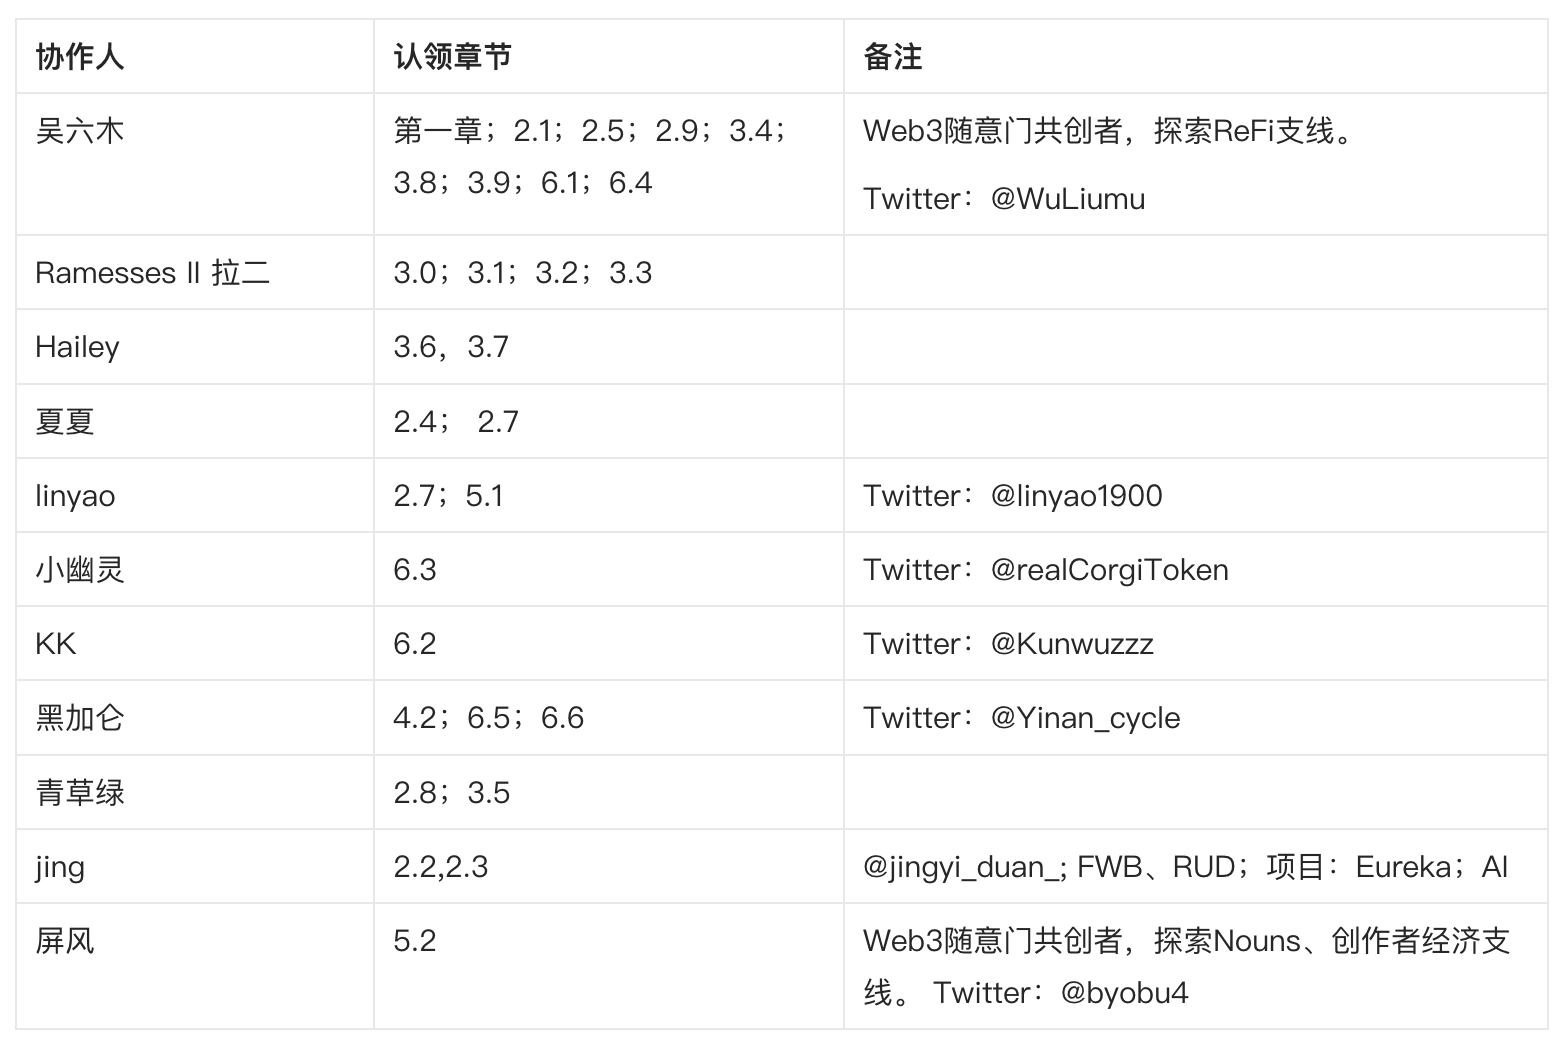 协作人 认领章节 备注
吴六木 第一章；2.1；2.5；2.9；3.4； Web3随意门共创者，探索ReFi支线。
3.8；3.9；6.1；6.4
Twitter：@WuLiumu
Ramesses II 拉二 3.0；3.1；3.2；3.3
Hailey 3.6，3.7
夏夏 2.4； 2.7
linyao 2.7；5.1 Twitter：@linyao1900
小幽灵 6.3 Twitter：@realCorgiToken
KK 6.2 Twitter：@Kunwuzzz
黑加仑 4.2；6.5；6.6 Twitter：@Yinan_cycle
青草绿 2.8；3.5
jing 2.2,2.3 @jingyi_duan_; FWB、RUD；项目：Eureka；AI
屏风 5.2 Web3随意门共创者，探索Nouns、创作者经济支
线。 Twitter：@byobu4